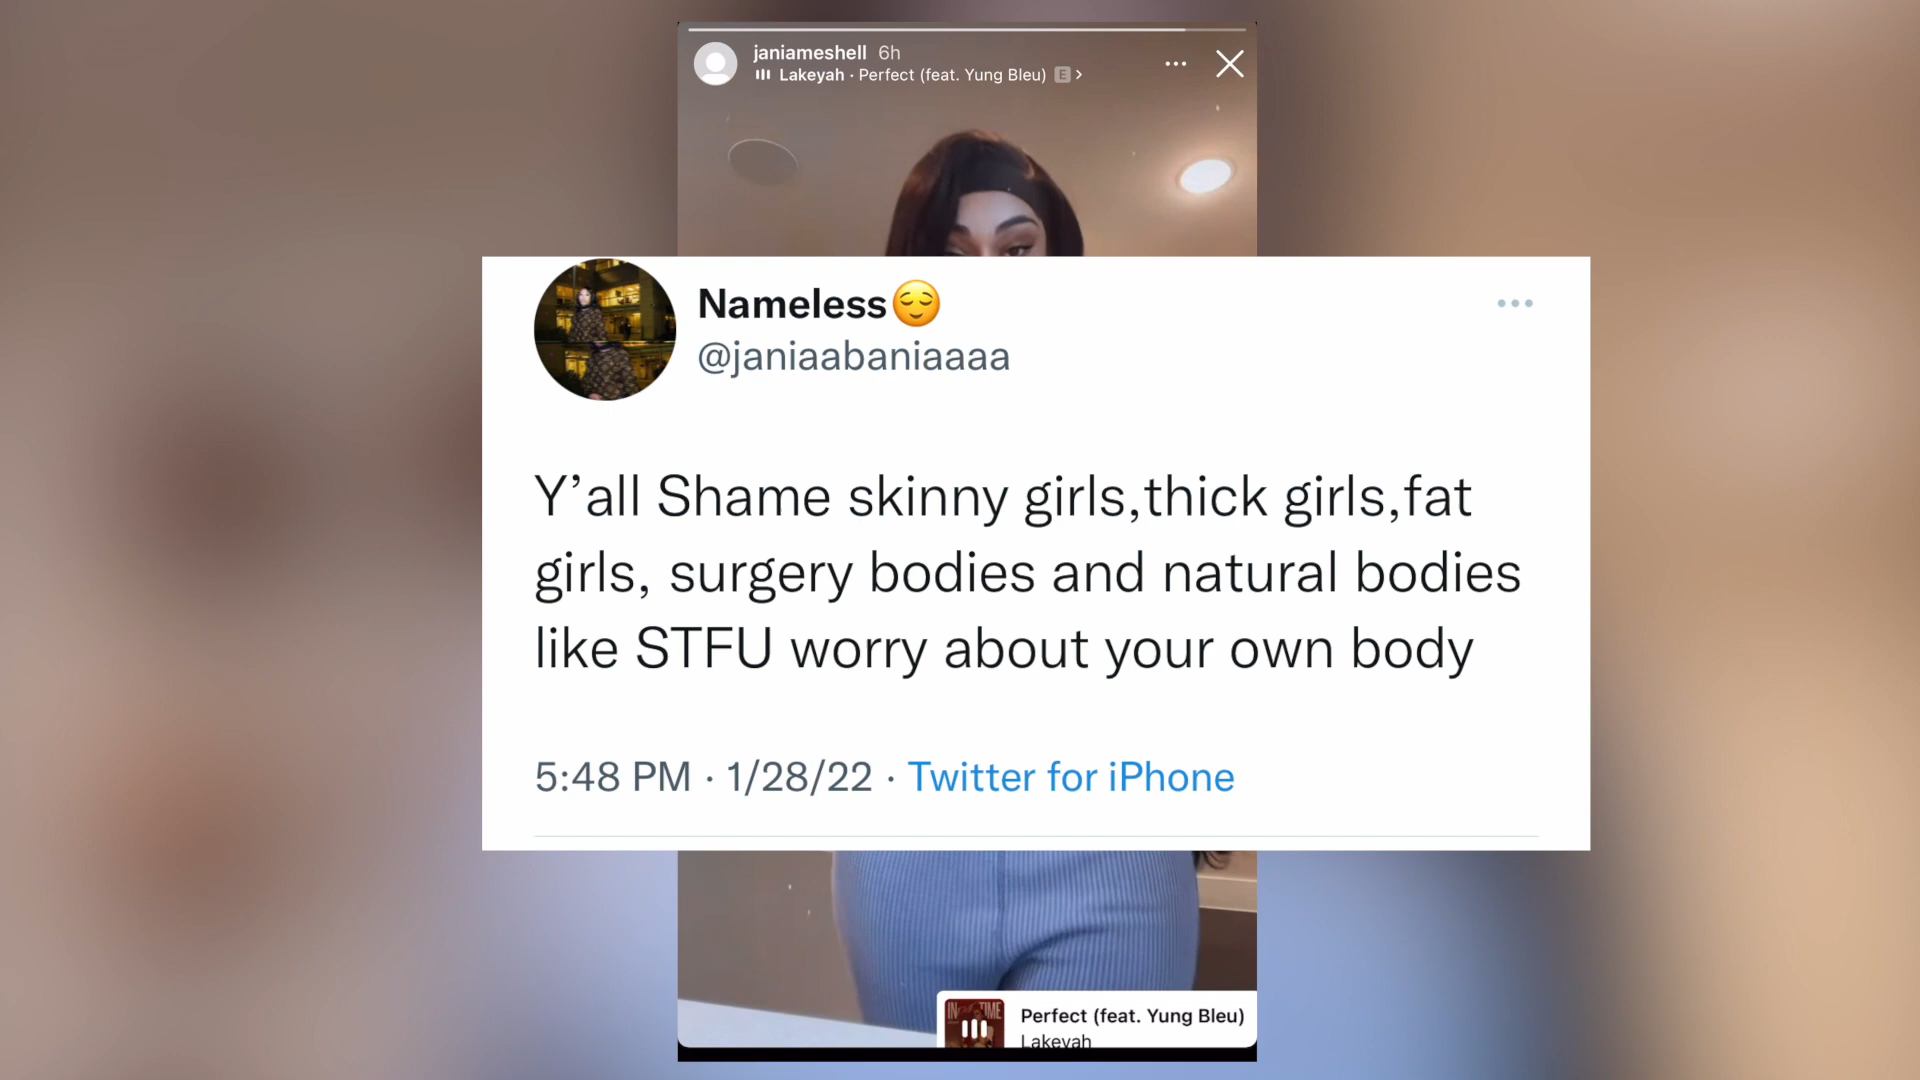 janiameshell 6h
Lakeyah · Perfect (feat. Yung Bleu) E
Nameless😌
@janiaabaniaaaa
Y’all Shame skinny girls,thick girls,fat
girls, surgery bodies and natural bodies
like STFU worry about your own body
5:48 PM · 1/28/22 · Twitter for iPhone
IN TIME
Perfect (feat. Yung Bleu)
Lakeyah